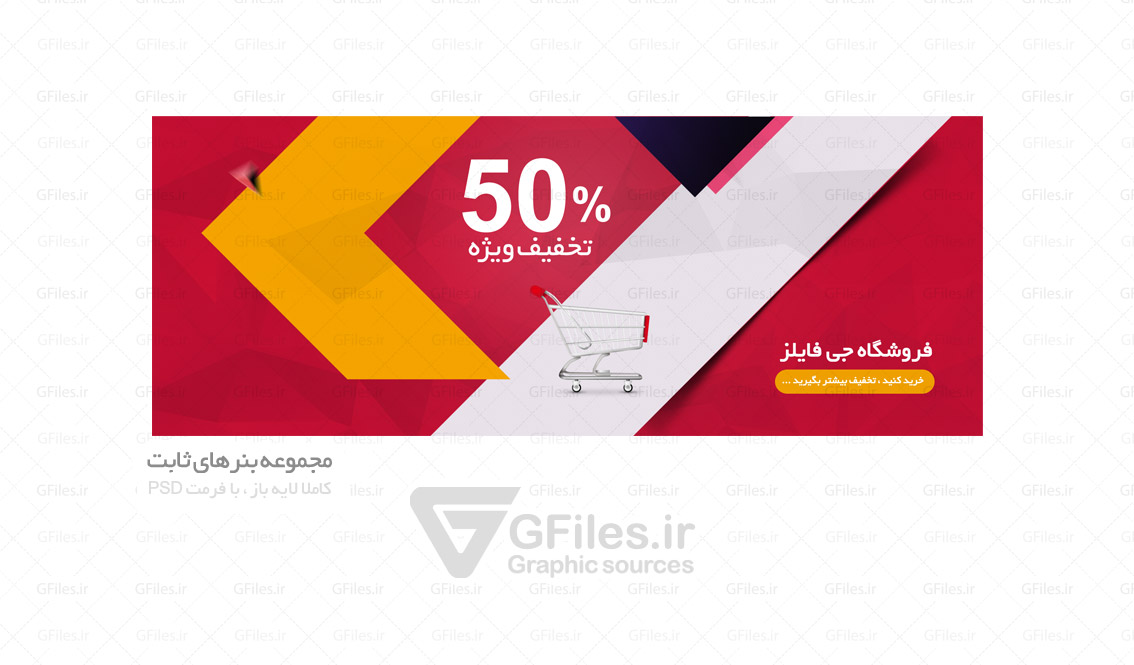 50%
تخفیف ویژه
فروشگاه جی فایلز
خرید کنید ، تخفیف بیشتر بگیرید ...
مجموعه بنرهای ثابت
کاملا لایه باز ، با فرمت PSD
GFiles.ir
Graphic sources